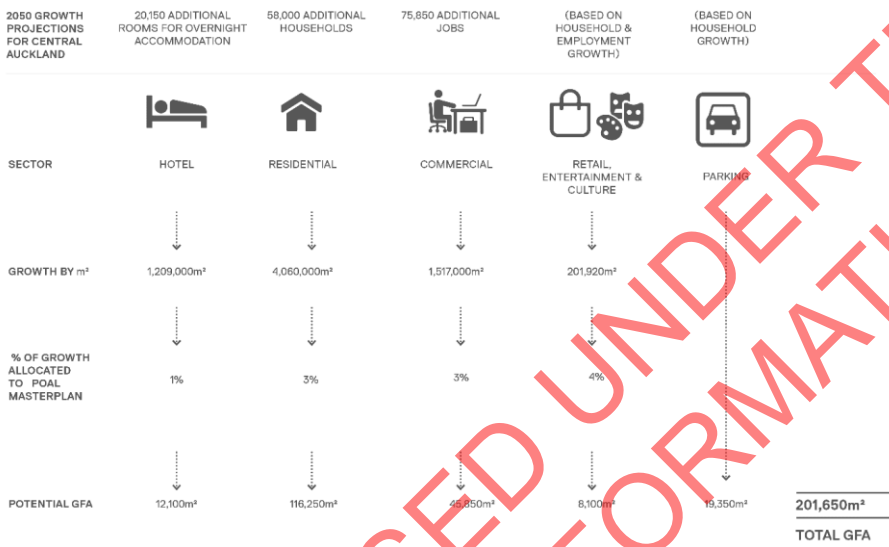 2050 GROWTH
PROJECTIONS
FOR CENTRAL
AUCKLAND
20,150 ADDITIONAL
ROOMS FOR OVERNIGHT
ACCOMMODATION
58,000 ADDITIONAL
HOUSEHOLDS
75,850 ADDITIONAL
JOBS
(BASED ON
HOUSEHOLD &
EMPLOYMENT
GROWTH)
(BASED ON
HOUSEHOLD
GROWTH)
SECTOR
HOTEL
RESIDENTIAL
COMMERCIAL
RETAIL,
ENTERTAINMENT &
CULTURE
PARKING
GROWTH BY m²
1,209,000m²
4,060,000m²
1,517,000m²
201,920m²
% OF GROWTH
ALLOCATED
TO POAL
MASTERPLAN
1%
3%
3%
4%
POTENTIAL GFA
12,100m²
116,250m²
45,850m²
8,100m²
19,350m²
201,650m²
TOTAL GFA